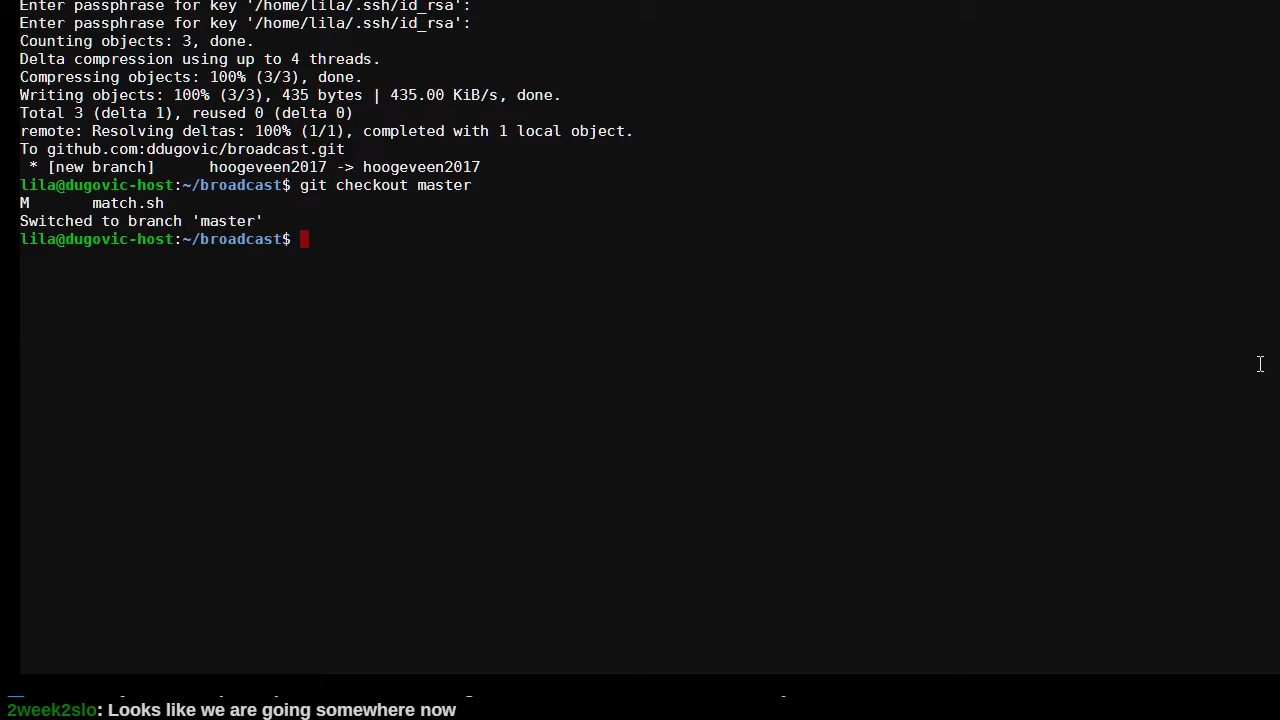 Enter passphrase for key '/home/lila/.ssh/id_rsa':
Enter passphrase for key '/home/lila/.ssh/id_rsa':
Counting objects: 3, done.
Delta compression using up to 4 threads.
Compressing objects: 100% (3/3), done.
Writing objects: 100% (3/3), 435 bytes | 435.00 KiB/s, done.
Total 3 (delta 1), reused 0 (delta 0)
remote: Resolving deltas: 100% (1/1), completed with 1 local object.
To github.com:ddugovic/broadcast.git
 * [new branch]      hoogeveen2017 -> hoogeveen2017
lila@dugovic-host:~/broadcast$ git checkout master
M       match.sh
Switched to branch 'master'
lila@dugovic-host:~/broadcast$
2week2slo: Looks like we are going somewhere now